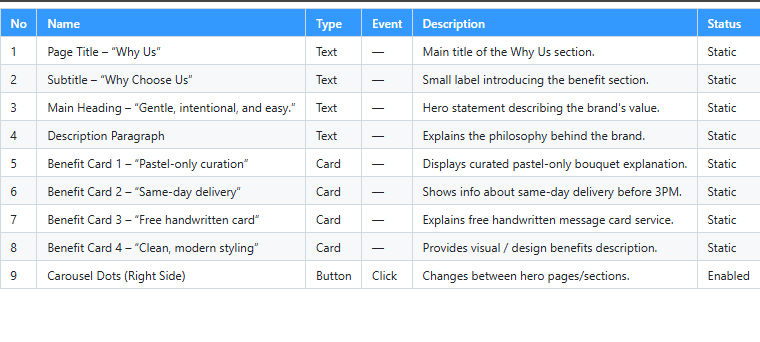 No Name Type Event Description Status
1 Page Title – “Why Us” Text — Main title of the Why Us section. Static
2 Subtitle – “Why Choose Us” Text — Small label introducing the benefit section. Static
3 Main Heading – “Gentle, intentional, and easy.” Text — Hero statement describing the brand's value. Static
4 Description Paragraph Text — Explains the philosophy behind the brand. Static
5 Benefit Card 1 – “Pastel-only curation” Card — Displays curated pastel-only bouquet explanation. Static
6 Benefit Card 2 – “Same-day delivery” Card — Shows info about same-day delivery before 3PM. Static
7 Benefit Card 3 – “Free handwritten card” Card — Explains free handwritten message card service. Static
8 Benefit Card 4 – “Clean, modern styling” Card — Provides visual / design benefits description. Static
9 Carousel Dots (Right Side) Button Click Changes between hero pages/sections. Enabled